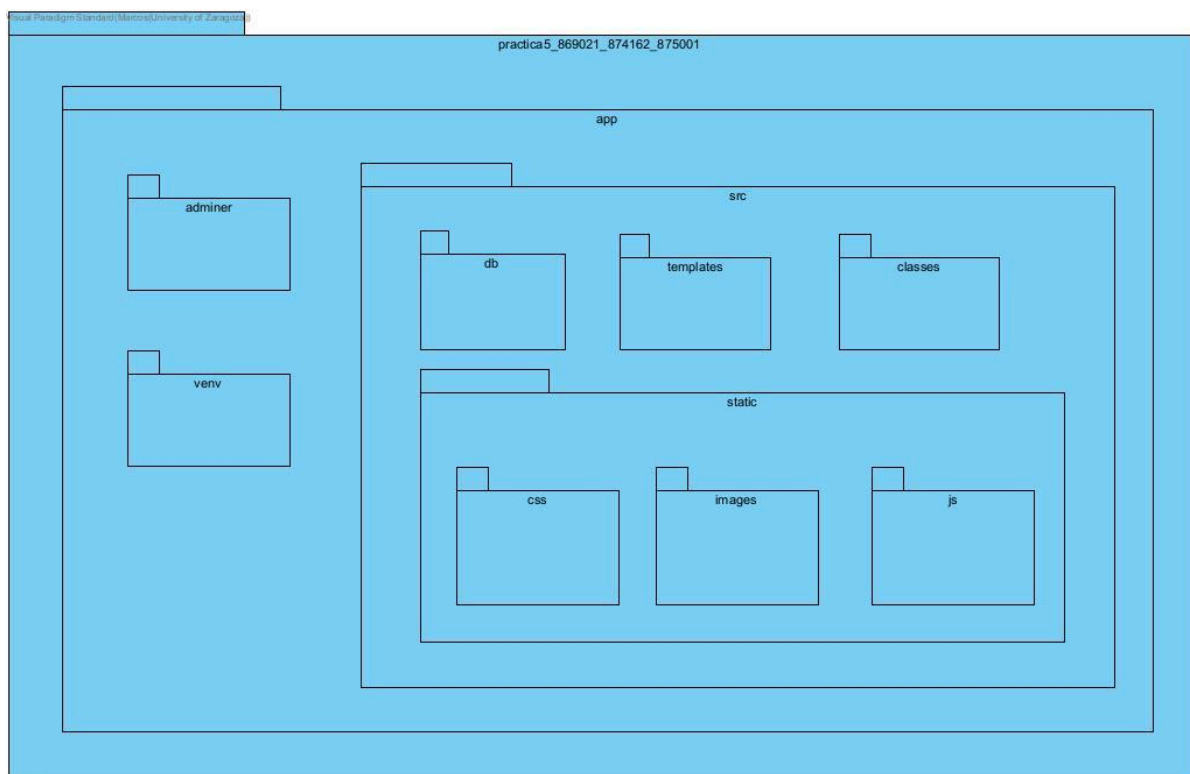 Visual Paradigm Standard(Marcos(University of Zaragoza))
practica5_869021_874162_875001
app
adminer
src
db
templates
classes
venv
static
css
images
js